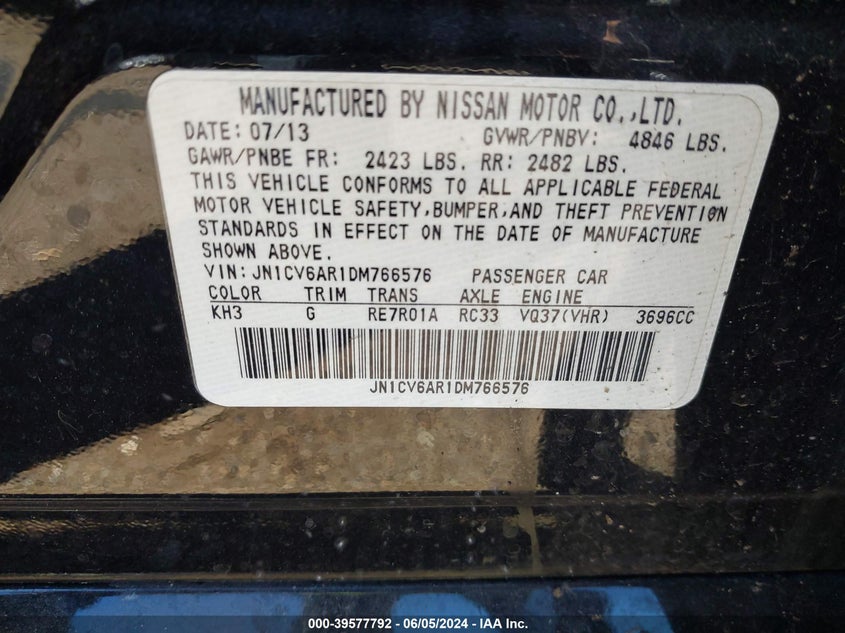 MANUFACTURED BY NISSAN MOTOR CO.,LTD.
DATE: 07/13 GVWR/PNBV: 4846 LBS.
GAWR/PNBE FR: 2423 LBS. RR: 2482 LBS.
THIS VEHICLE CONFORMS TO ALL APPLICABLE FEDERAL
MOTOR VEHICLE SAFETY,BUMPER,AND THEFT PREVENTION
STANDARDS IN EFFECT ON THE DATE OF MANUFACTURE
SHOWN ABOVE.
VIN: JN1CV6AR1DM766576 PASSENGER CAR
COLOR TRIM TRANS AXLE ENGINE
KH3 G RE7R01A RC33 VQ37(VHR) 3696CC
JN1CV6AR1DM766576
000-39577792 - 06/05/2024 - IAA Inc.